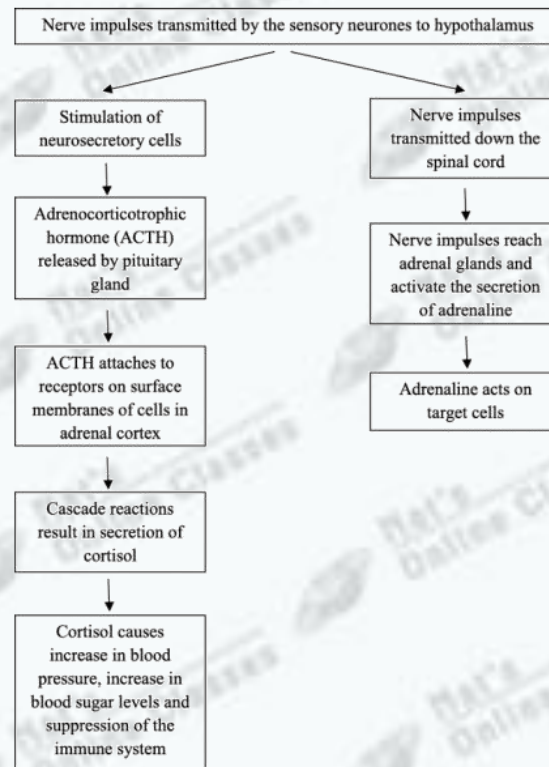 Nerve impulses transmitted by the sensory neurones to hypothalamus
Stimulation of
neurosecretory cells
Adrenocorticotrophic
hormone (ACTH)
released by pituitary
gland
ACTH attaches to
receptors on surface
membranes of cells in
adrenal cortex
Cascade reactions
result in secretion of
cortisol
Cortisol causes
increase in blood
pressure, increase in
blood sugar levels and
suppression of the
immune system
Nerve impulses
transmitted down the
spinal cord
Nerve impulses reach
adrenal glands and
activate the secretion
of adrenaline
Adrenaline acts on
target cells
Mat's
Online Classes